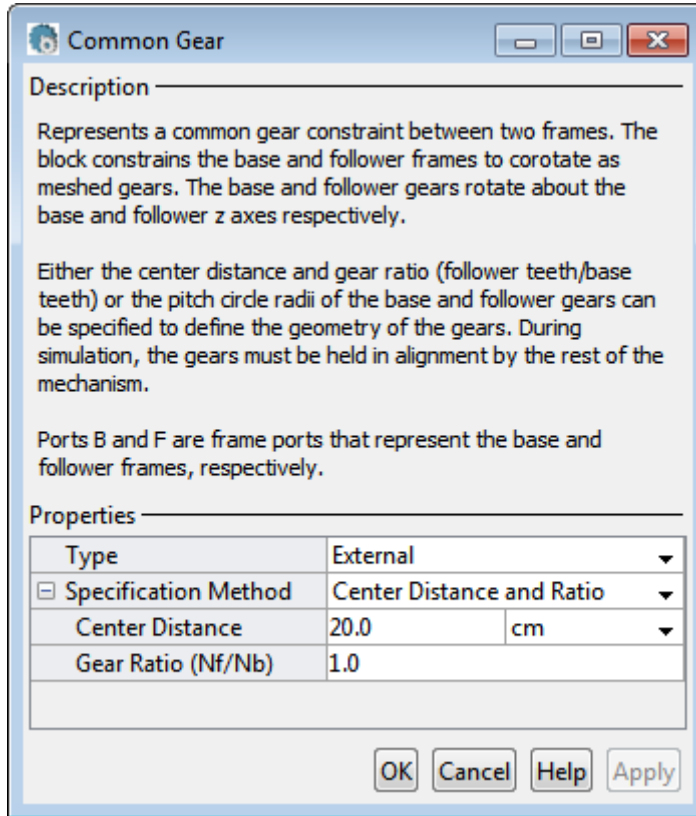 Common Gear
Description
Represents a common gear constraint between two frames. The
block constrains the base and follower frames to corotate as
meshed gears. The base and follower gears rotate about the
base and follower z axes respectively.
Either the center distance and gear ratio (follower teeth/base
teeth) or the pitch circle radii of the base and follower gears can
be specified to define the geometry of the gears. During
simulation, the gears must be held in alignment by the rest of the
mechanism.
Ports B and F are frame ports that represent the base and
follower frames, respectively.
Properties
Type External
Specification Method Center Distance and Ratio
Center Distance 20.0 cm
Gear Ratio (Nf/Nb) 1.0
OK Cancel Help Apply